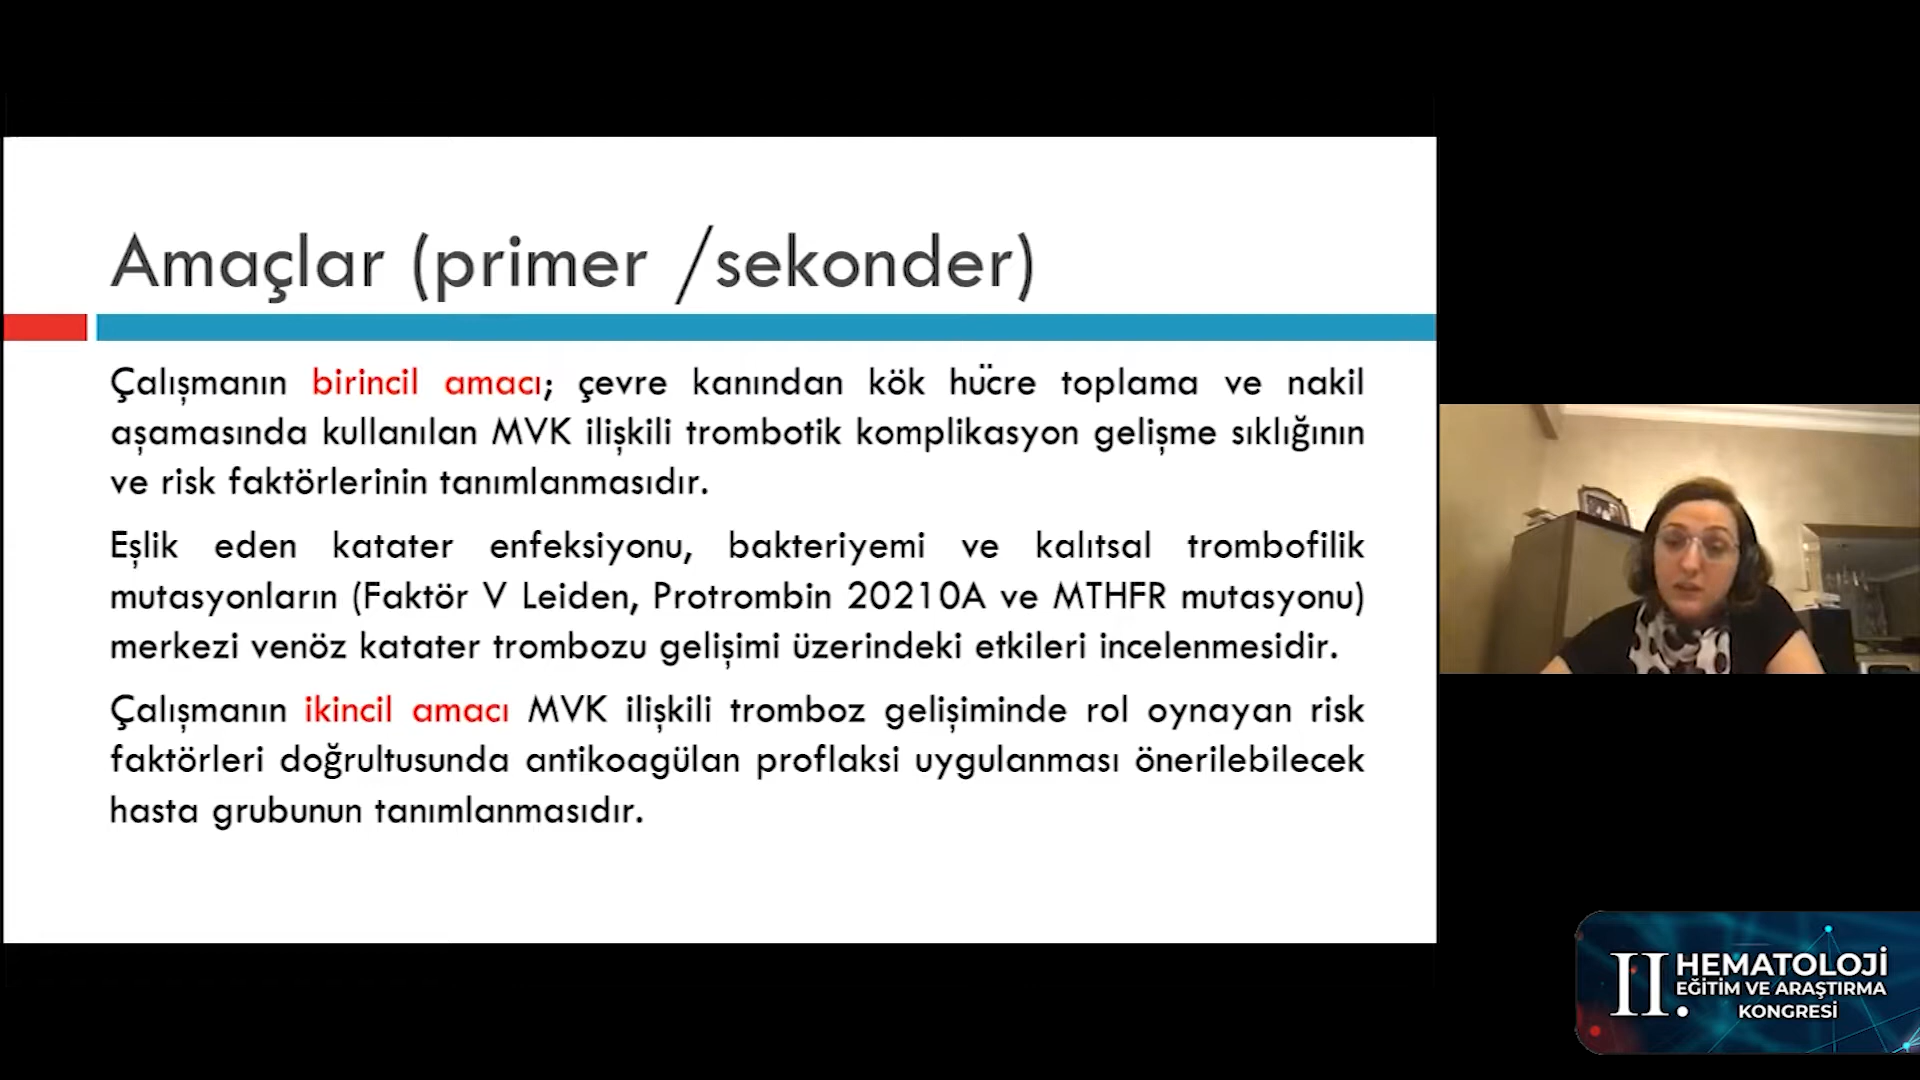 Amaçlar (primer /sekonder)
Çalışmanın birincil amacı; çevre kanından kök hücre toplama ve nakil
aşamasında kullanılan MVK ilişkili trombotik komplikasyon gelişme sıklığının
ve risk faktörlerinin tanımlanmasıdır.
Eşlik eden katater enfeksiyonu, bakteriyemi ve kalıtsal trombofilik
mutasyonların (Faktör V Leiden, Protrombin 20210A ve MTHFR mutasyonu)
merkezi venöz katater trombozu gelişimi üzerindeki etkileri incelenmesidir.
Çalışmanın ikincil amacı MVK ilişkili tromboz gelişiminde rol oynayan risk
faktörleri doğrultusunda antikoagülan proflaksi uygulanması önerilebilecek
hasta grubunun tanımlanmasıdır.
II. HEMATOLOJİ
EĞİTİM VE ARAŞTIRMA
KONGRESİ